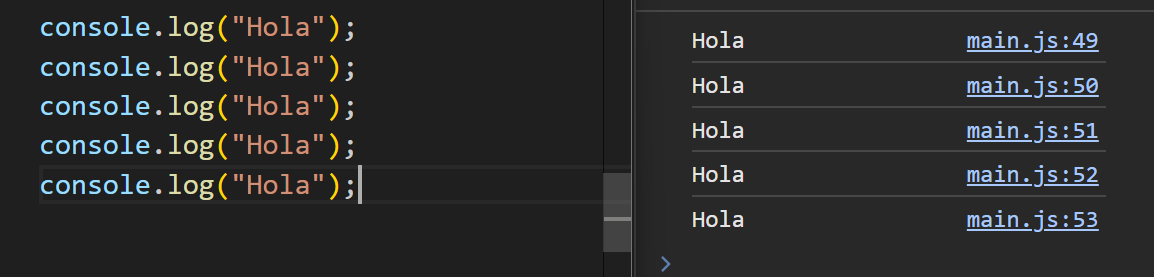 console.log("Hola");
console.log("Hola");
console.log("Hola");
console.log("Hola");
console.log("Hola");
Hola main.js:49
Hola main.js:50
Hola main.js:51
Hola main.js:52
Hola main.js:53
>